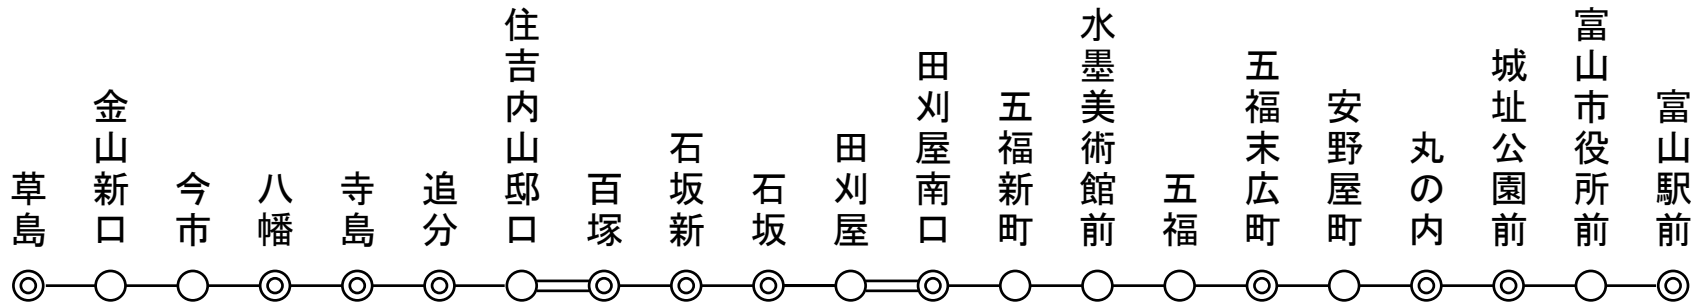 草島
金山新口
今市
八幡
寺島
追分
住吉内山邸口
百塚
石坂新
石坂
田刈屋
田刈屋南口
五福新町
水墨美術館前
五福
五福末広町
安野屋町
丸の内
城址公園前
富山市役所前
富山駅前